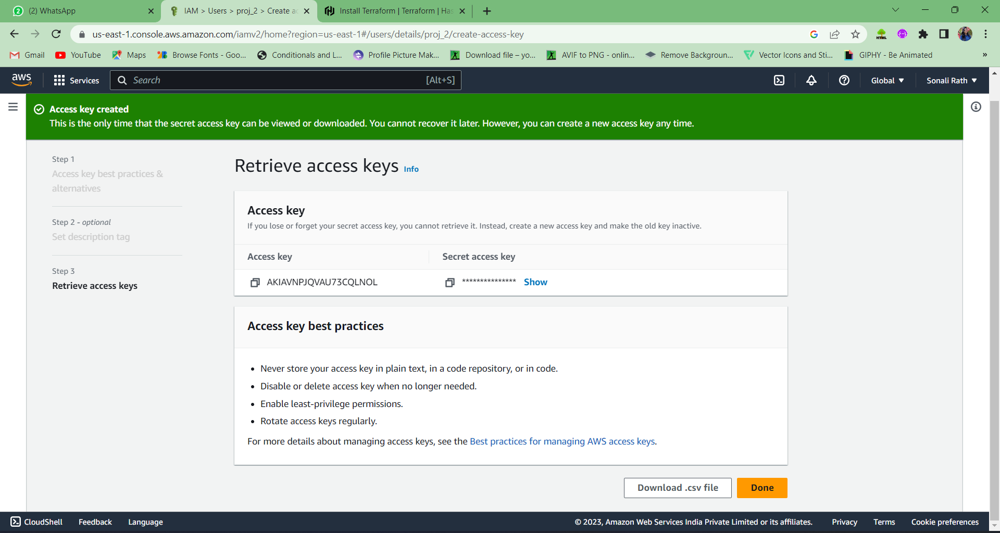 (2) WhatsApp
IAM > Users > proj_2 > Create ac
Install Terraform | Terraform | Has
us-east-1.console.aws.amazon.com/iamv2/home?region=us-east-1#/users/details/proj_2/create-access-key
Gmail
YouTube
Maps
Browse Fonts - Goo...
Conditionals and L...
Profile Picture Mak...
Download file – yo...
AVIF to PNG - onlin...
Remove Backgroun...
Vector Icons and Sti...
GIPHY - Be Animated
»
aws
Services
Search
[Alt+S]
Global
Sonali Rath
Access key created
This is the only time that the secret access key can be viewed or downloaded. You cannot recover it later. However, you can create a new access key any time.
Step 1
Access key best practices &
alternatives
Step 2 - optional
Set description tag
Step 3
Retrieve access keys
Retrieve access keys Info
Access key
If you lose or forget your secret access key, you cannot retrieve it. Instead, create a new access key and make the old key inactive.
Access key
Secret access key
AKIAVNPJQVAU73CQLNOL
*************** Show
Access key best practices
• Never store your access key in plain text, in a code repository, or in code.
• Disable or delete access key when no longer needed.
• Enable least-privilege permissions.
• Rotate access keys regularly.
For more details about managing access keys, see the Best practices for managing AWS access keys.
Download .csv file
Done
CloudShell
Feedback
Language
© 2023, Amazon Web Services India Private Limited or its affiliates.
Privacy
Terms
Cookie preferences